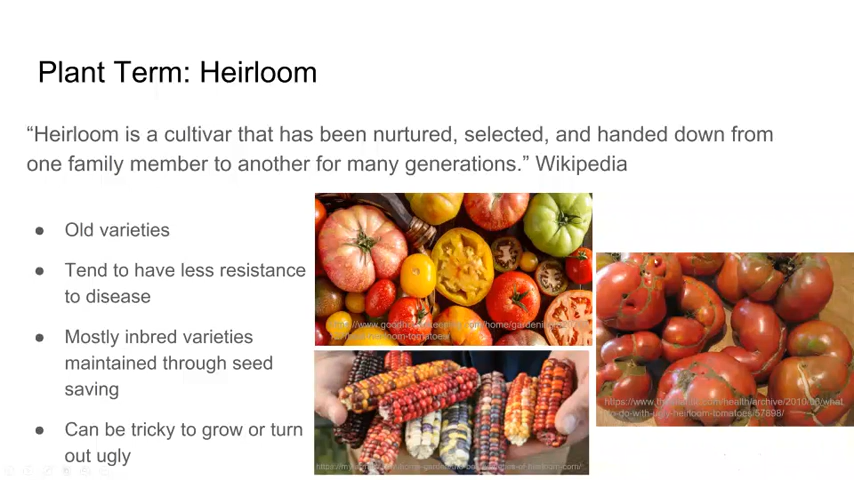 Plant Term: Heirloom
“Heirloom is a cultivar that has been nurtured, selected, and handed down from
one family member to another for many generations.” Wikipedia
● Old varieties
● Tend to have less resistance
to disease
● Mostly inbred varieties
maintained through seed
saving
● Can be tricky to grow or turn
out ugly